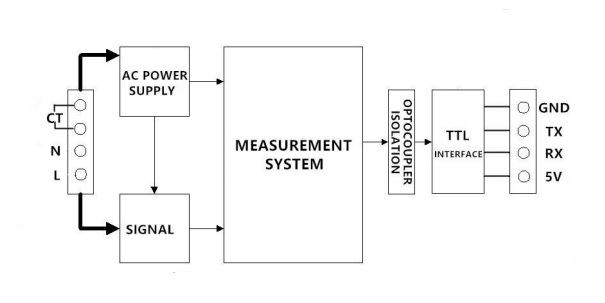 AC POWER
SUPPLY
CT
N
L
SIGNAL
MEASUREMENT
SYSTEM
OPTOCOUPLER
ISOLATION
TTL
INTERFACE
GND
TX
RX
5V